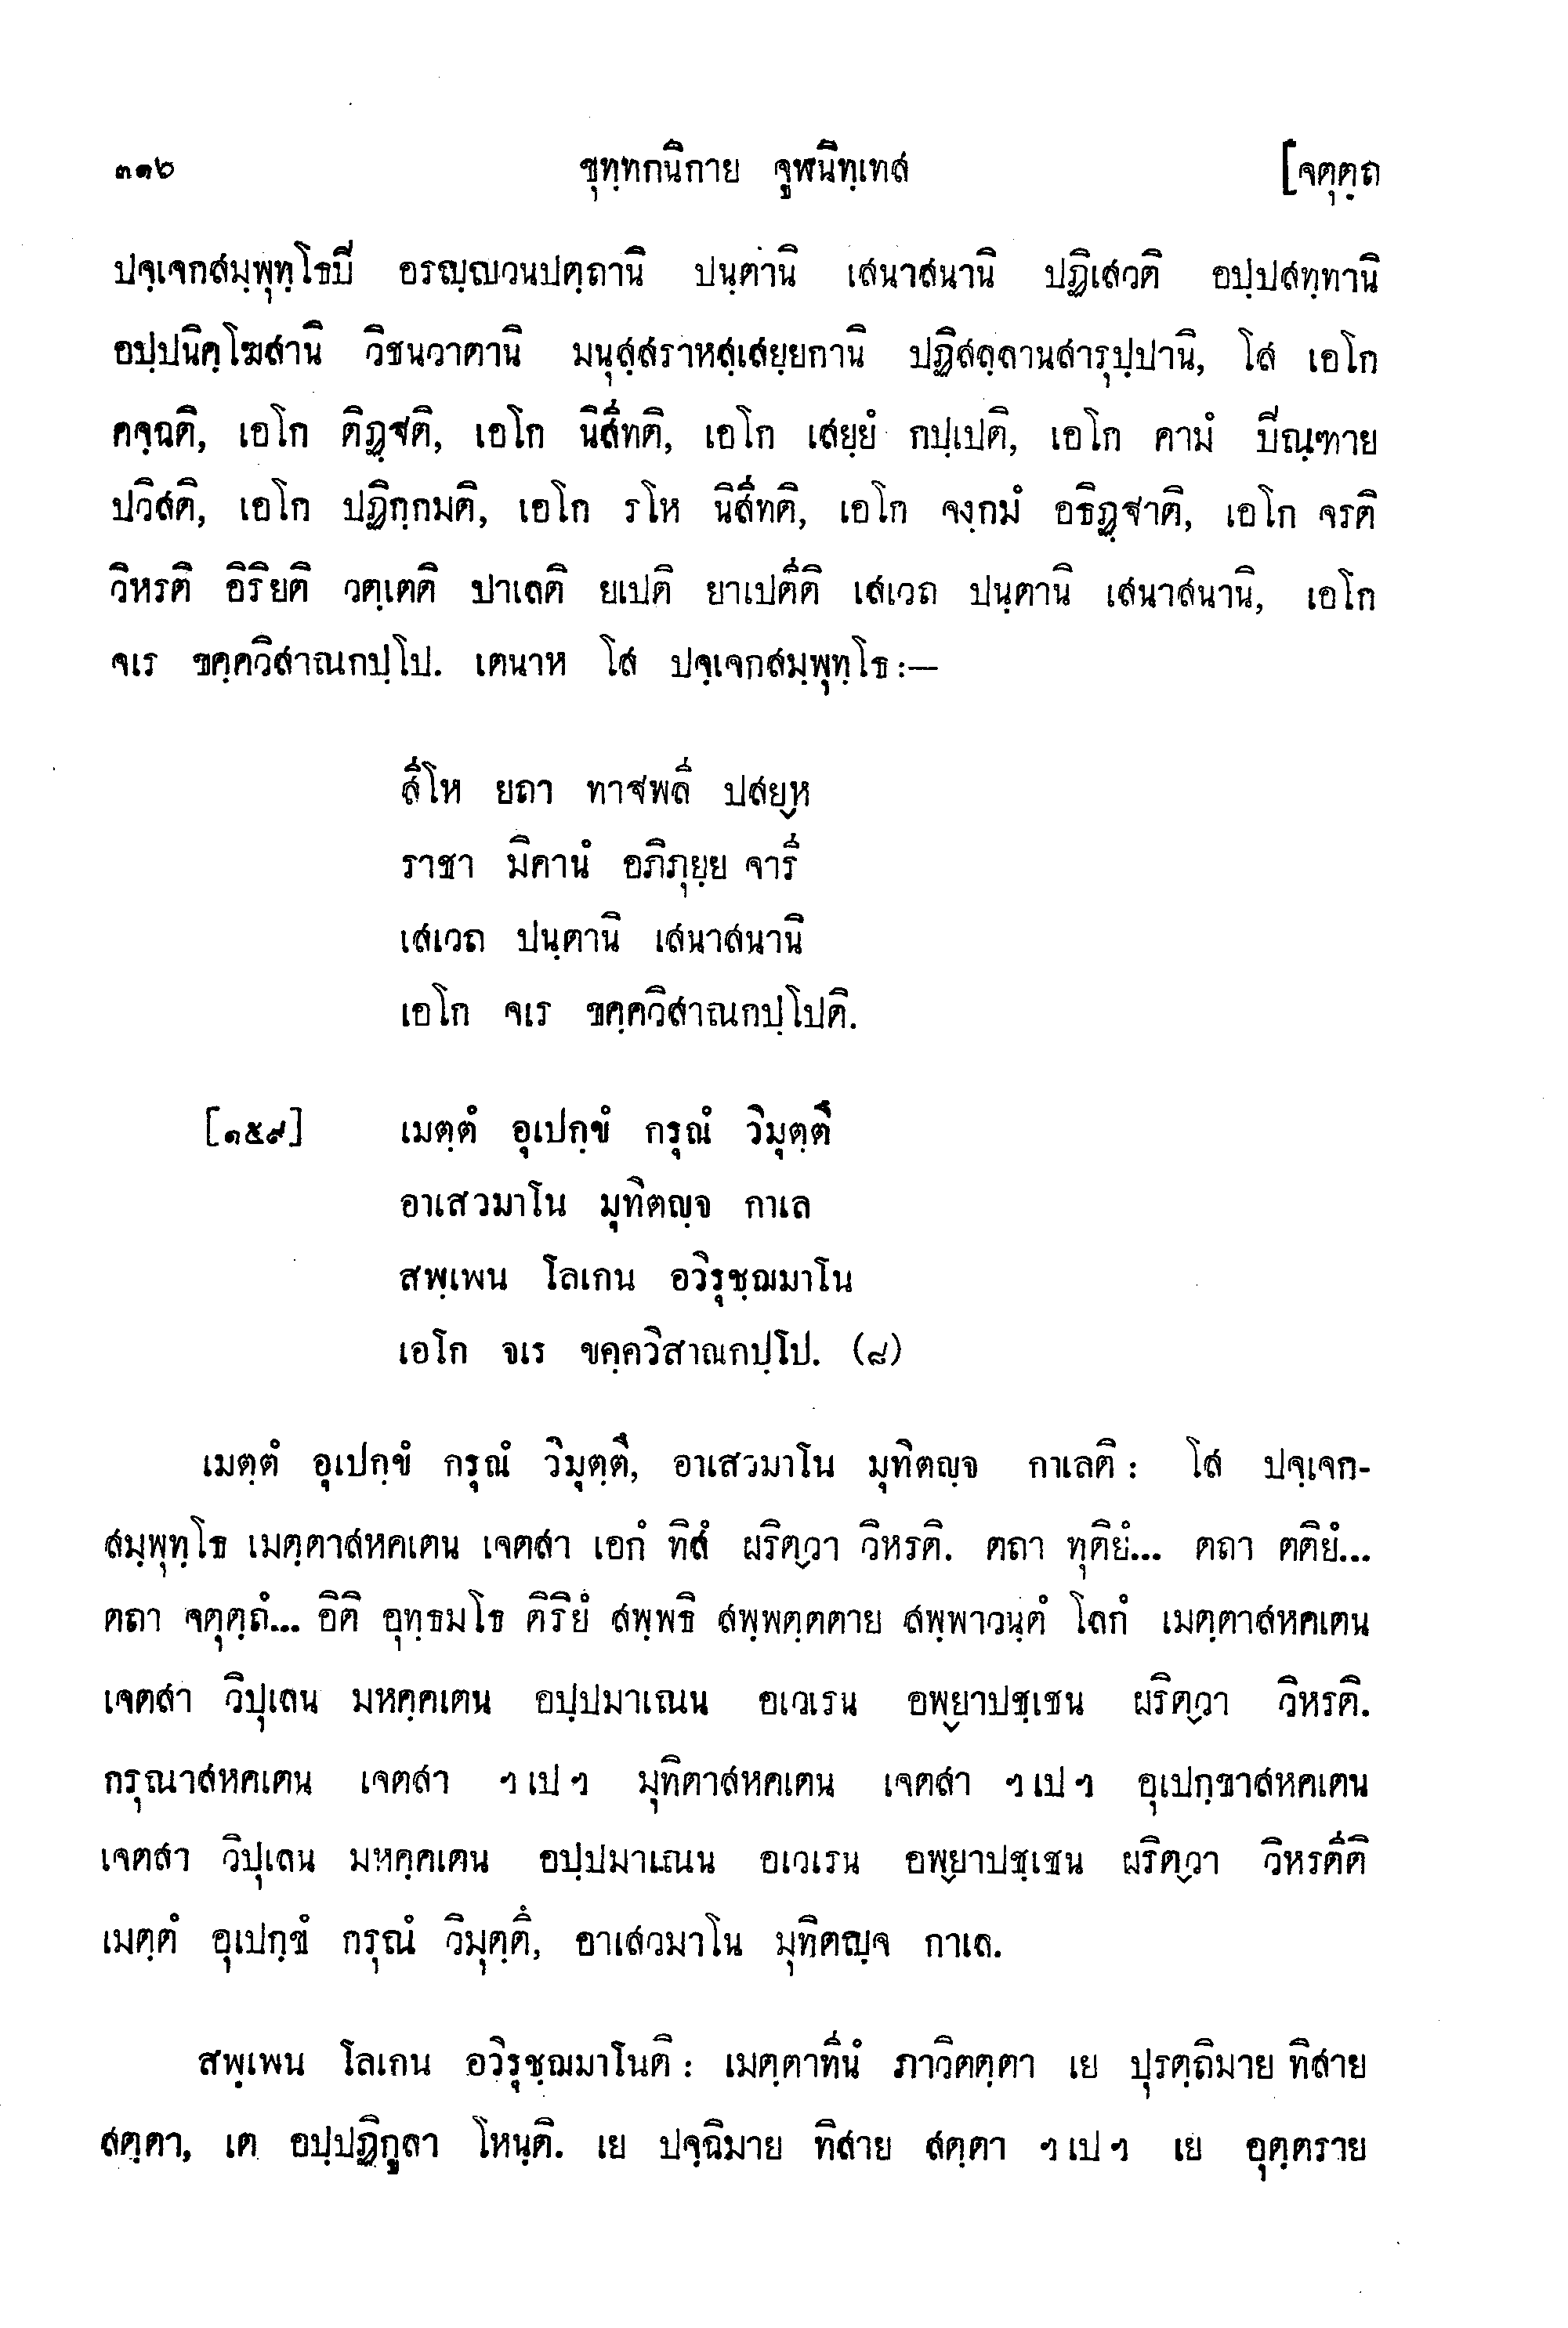 ๓๑๖ ขุทฺทกนิกาย จูฬนิทฺเทส [จตุตฺถ
ปจฺเจกสมฺพุทฺโธปิ อรญฺญวนปตฺถานิ ปนฺตานิ เสนาสนานิ ปฏิเสวติ อปฺปสทฺทานิ
อปฺปนิคฺโฆสานิ วิชนวาตานิ มนุสฺสราหสฺเสยฺยกานิ ปฏิสลฺลานสารุปฺปานิ, โส เอโก
คจฺฉติ, เอโก ติฏฺฐติ, เอโก นิสีทติ, เอโก เสยฺยํ กปฺเปติ, เอโก คามํ ปิณฺฑาย
ปวิสติ, เอโก ปฏิกฺกมติ, เอโก รโห นิสีทติ, เอโก จงฺกมํ อธิฏฺฐาติ, เอโก จรติ
วิหรติ อิริยติ วตฺเตติ ปาเลติ ยเปติ ยาเปตีติ เสเวถ ปนฺตานิ เสนาสนานิ, เอโก
จเร ขคฺควิสาณกปฺโป. เตนาห โส ปจฺเจกสมฺพุทฺโธ :—
สีโห ยถา ทาฐพลี ปสยฺห
ราชา มิคานํ อภิภุยฺย จารี
เสเวถ ปนฺตานิ เสนาสนานิ
เอโก จเร ขคฺควิสาณกปฺโปติ.
[๑๕๙] เมตฺตํ อุเปกฺขํ กรุณํ วิมุตฺตึ
อาเสวมาโน มุทิตญฺจ กาเล
สพฺเพน โลเกน อวิรุชฺฌมาโน
เอโก จเร ขคฺควิสาณกปฺโป. (๘)
เมตฺตํ อุเปกฺขํ กรุณํ วิมุตฺตึ, อาเสวมาโน มุทิตญฺจ กาเลติ : โส ปจฺเจก-
สมฺพุทฺโธ เมตฺตาสหคเตน เจตสา เอกํ ทิสํ ผริตฺวา วิหรติ. ตถา ทุติยํ... ตถา ตติยํ...
ตถา จตุตฺถํ... อิติ อุทฺธมโธ ติริยํ สพฺพธิ สพฺพตฺตตาย สพฺพาวนฺตํ โลกํ เมตฺตาสหคเตน
เจตสา วิปุเลน มหคฺคเตน อปฺปมาเณน อเวเรน อพฺยาปชฺเชน ผริตฺวา วิหรติ.
กรุณาสหคเตน เจตสา ฯ เป ฯ มุทิตาสหคเตน เจตสา ฯ เป ฯ อุเปกฺขาสหคเตน
เจตสา วิปุเลน มหคฺคเตน อปฺปมาเณน อเวเรน อพฺยาปชฺเชน ผริตฺวา วิหรตีติ
เมตฺตํ อุเปกฺขํ กรุณํ วิมุตฺตึ, อาเสวมาโน มุทิตญฺจ กาเล.
สพฺเพน โลเกน อวิรุชฺฌมาโนติ : เมตฺตาทีนํ ภาวิตตฺตา เย ปุรตฺถิมาย ทิสาย
สตฺตา, เต อปฺปฏิกูลา โหนฺติ. เย ปจฺฉิมาย ทิสาย สตฺตา ฯ เป ฯ เย อุตฺตราย